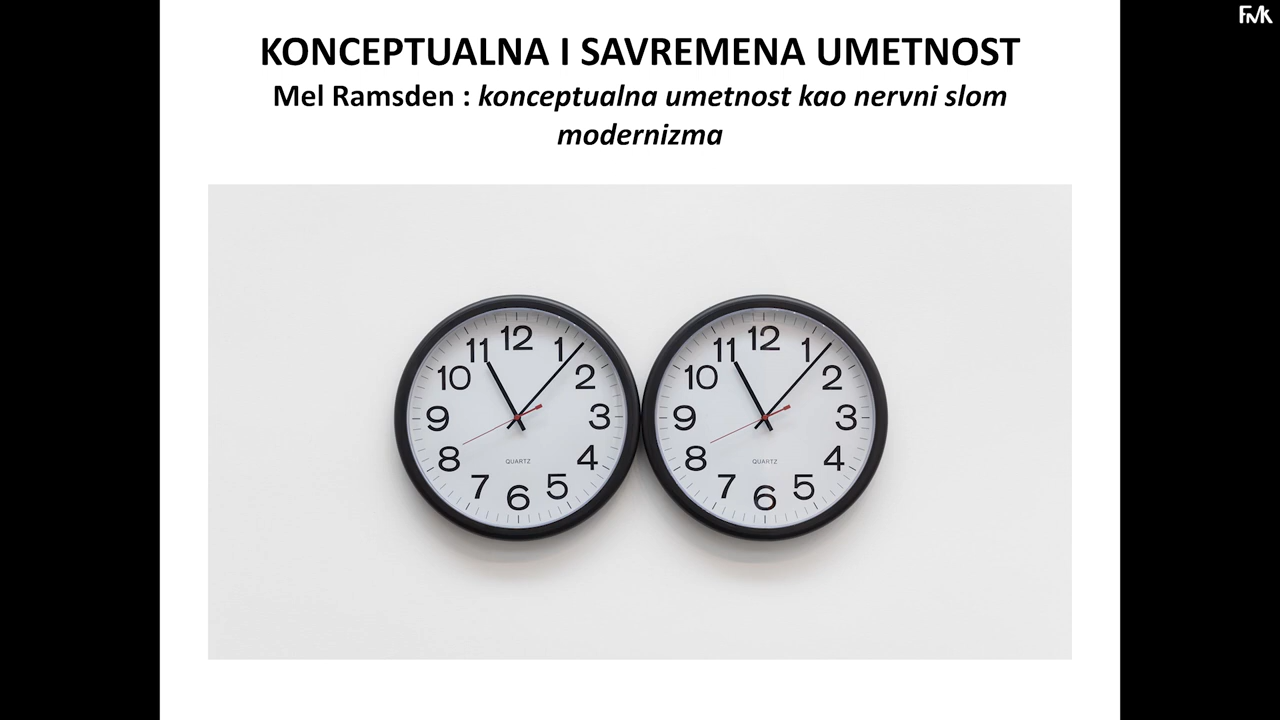 FMK
KONCEPTUALNA I SAVREMENA UMETNOST
Mel Ramsden : konceptualna umetnost kao nervni slom
modernizma
12 12
11 1 11 1
10 2 10 2
9 3 9 3
8 QUARTZ 4 8 QUARTZ 4
7 5 7 5
6 6